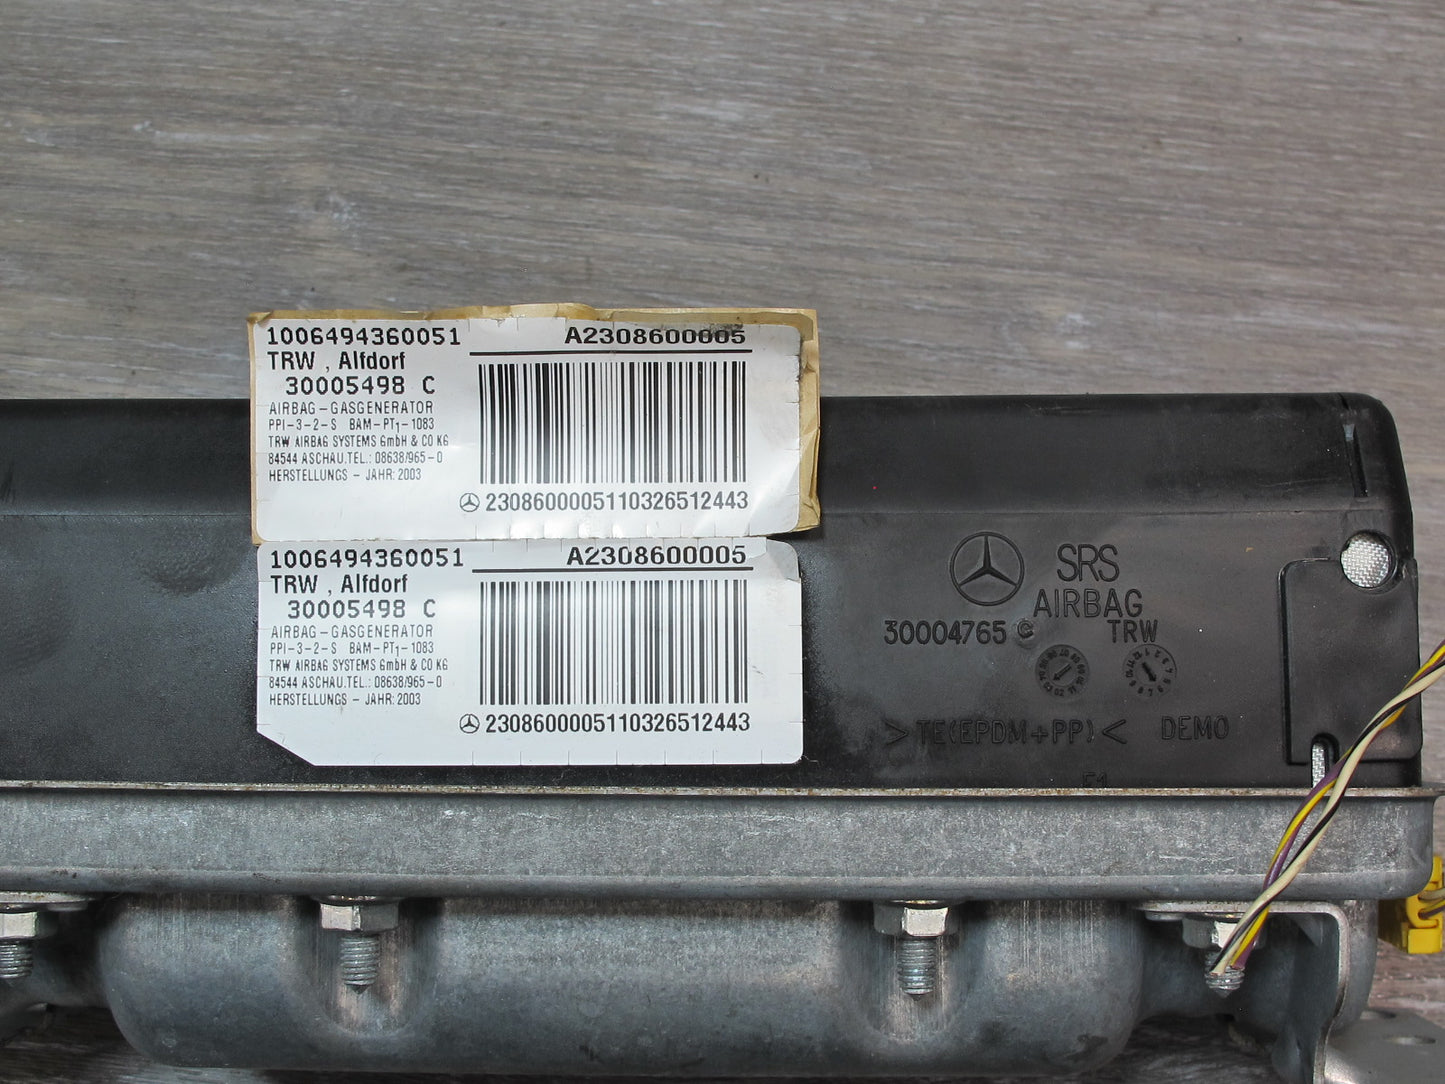 1006494360051 A2308600005
TRW , Alfdorf
30005498 C
AIRBAG-GASGENERATOR
PPI-3-2-S BAM-PT1-1083
TRW AIRBAG SYSTEMS GmbH & CO KG
84544 ASCHAU.TEL.: 08638/965-0
HERSTELLUNGS - JAHR: 2003
2308600005110326512443
1006494360051 A2308600005
TRW , Alfdorf
30005498 C
AIRBAG-GASGENERATOR
PPI-3-2-S BAM-PT1-1083
TRW AIRBAG SYSTEMS GmbH & CO KG
84544 ASCHAU.TEL.: 08638/965-0
HERSTELLUNGS - JAHR: 2003
2308600005110326512443
SRS
AIRBAG
30004765 C TRW
>TE(EPDM+PP)< DEMO